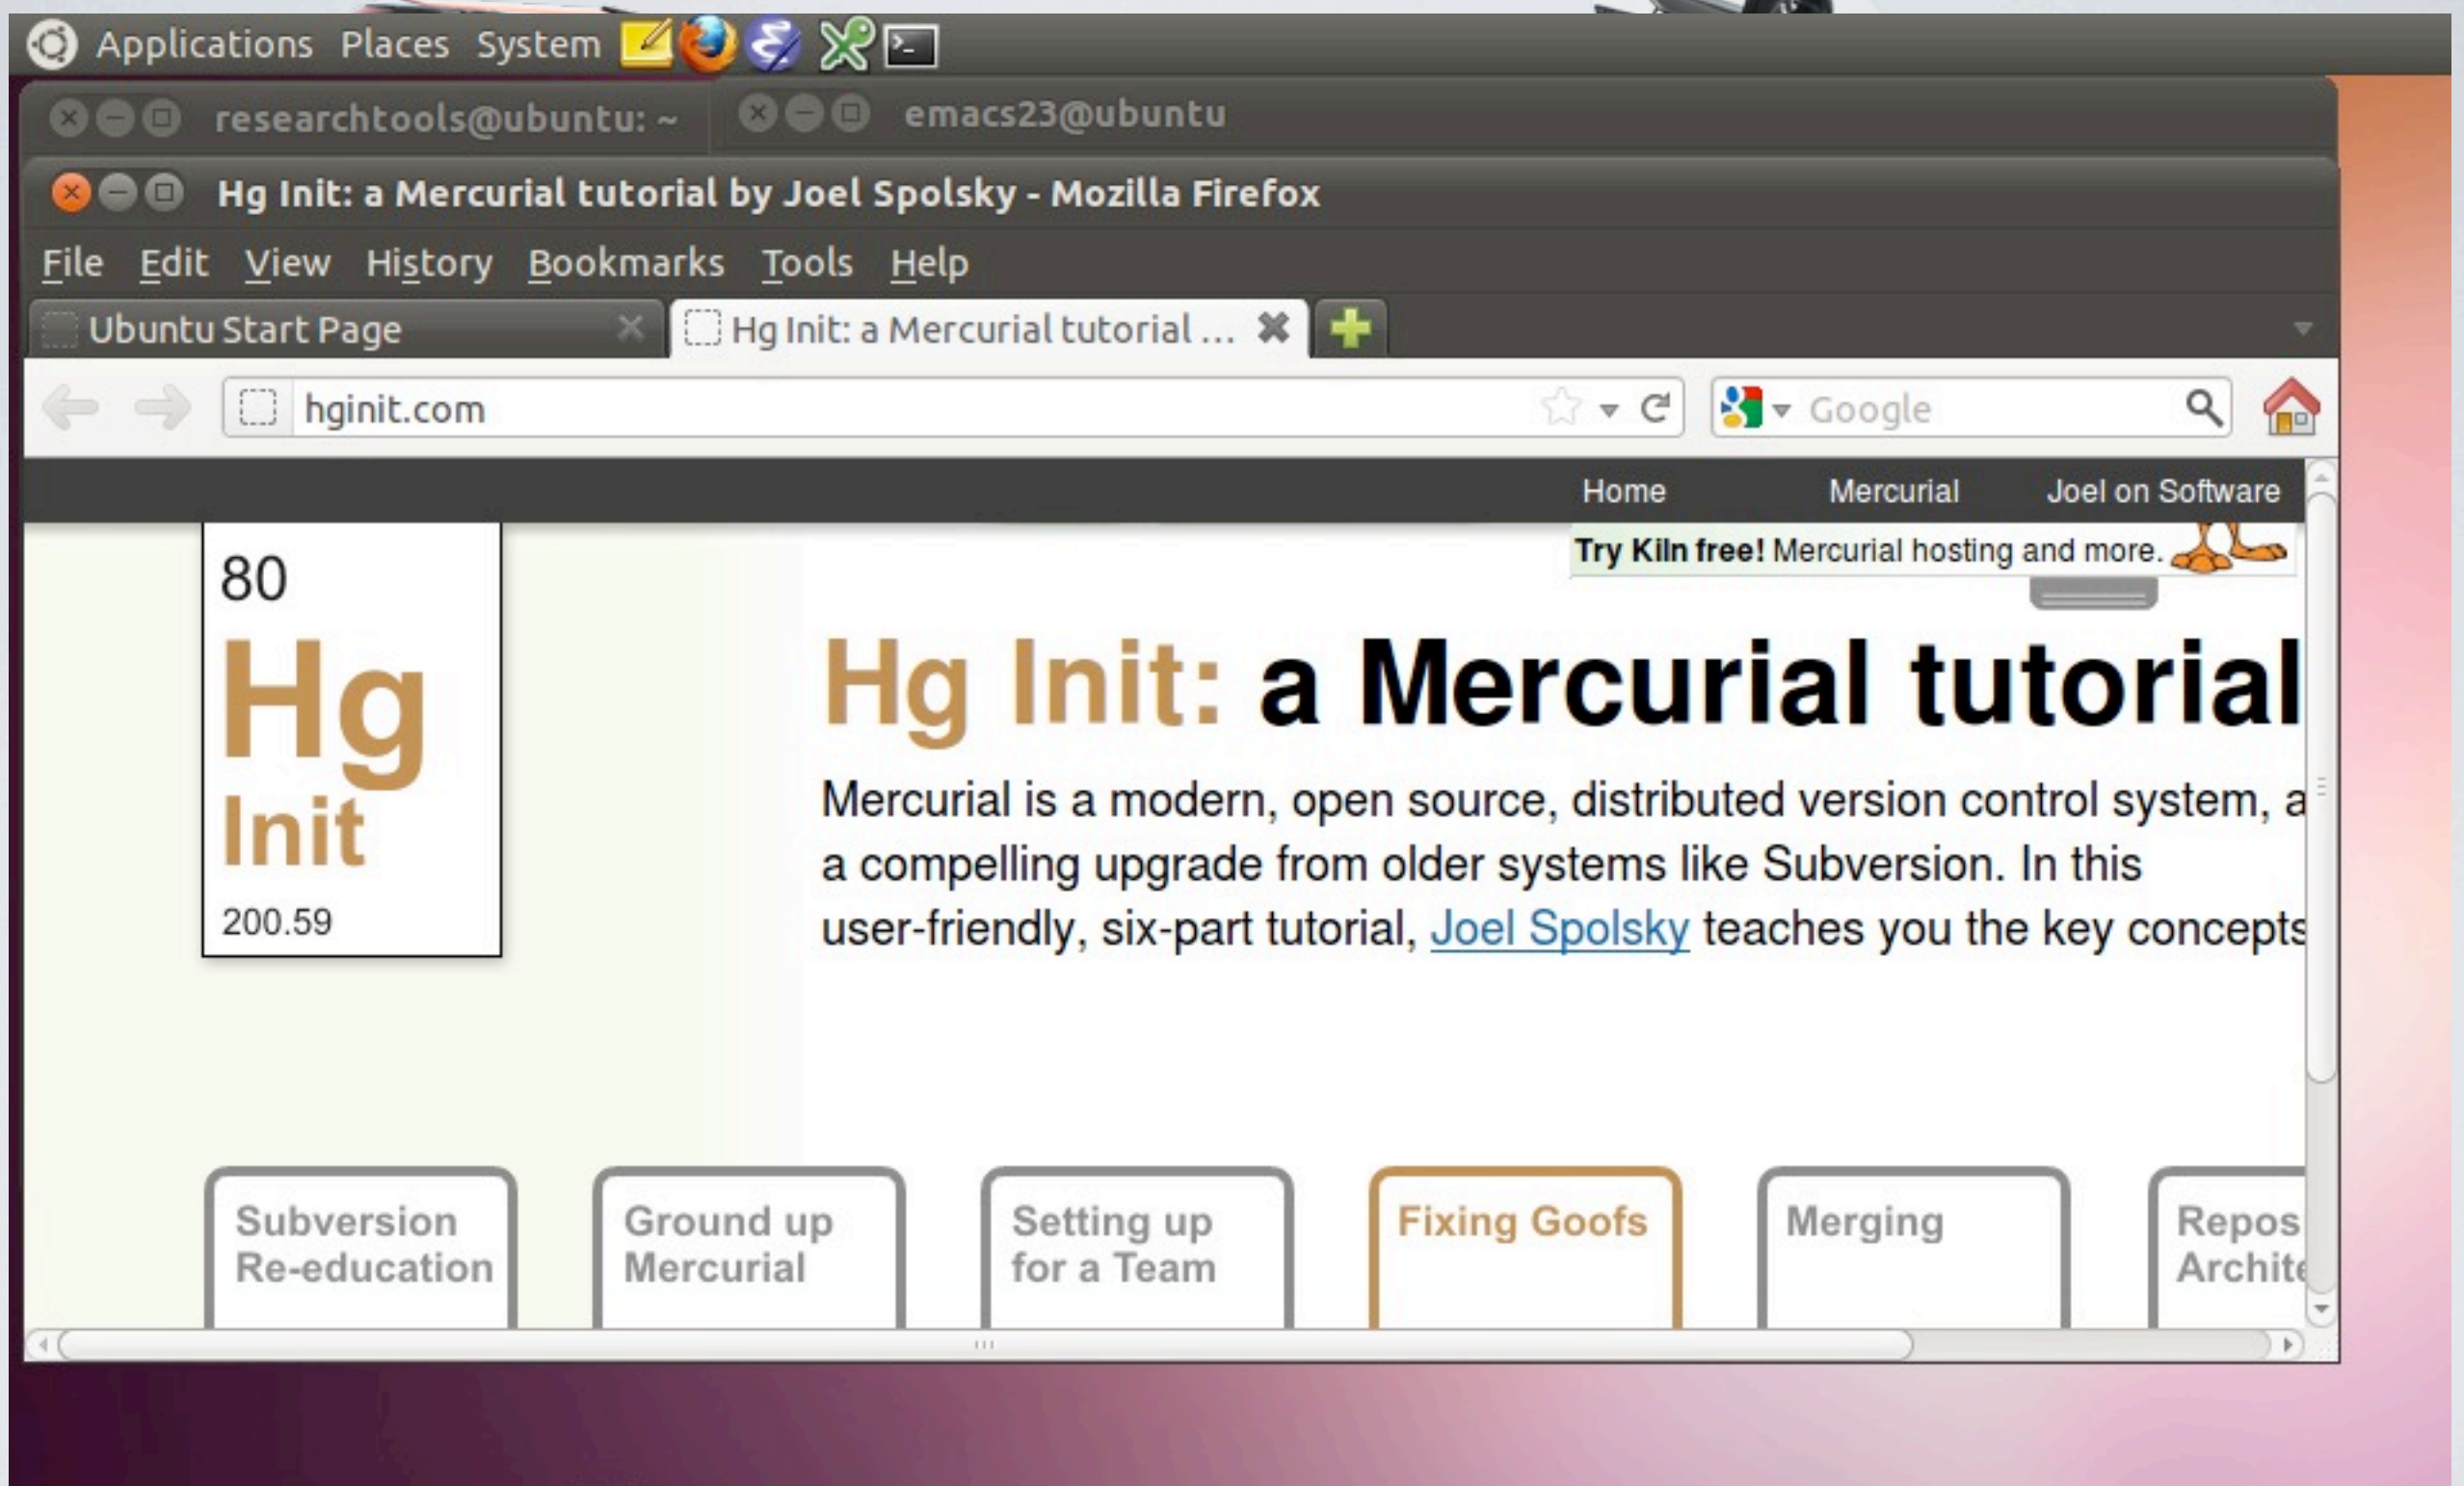 Applications Places System
researchtools@ubuntu: ~
emacs23@ubuntu
Hg Init: a Mercurial tutorial by Joel Spolsky - Mozilla Firefox
File Edit View History Bookmarks Tools Help
Ubuntu Start Page
Hg Init: a Mercurial tutorial ...
hginit.com
Google
Home Mercurial Joel on Software
Try Kiln free! Mercurial hosting and more.
80
Hg
Init
200.59
Hg Init: a Mercurial tutorial
Mercurial is a modern, open source, distributed version control system, a
a compelling upgrade from older systems like Subversion. In this
user-friendly, six-part tutorial, Joel Spolsky teaches you the key concepts
Subversion
Re-education
Ground up
Mercurial
Setting up
for a Team
Fixing Goofs
Merging
Repos
Archite